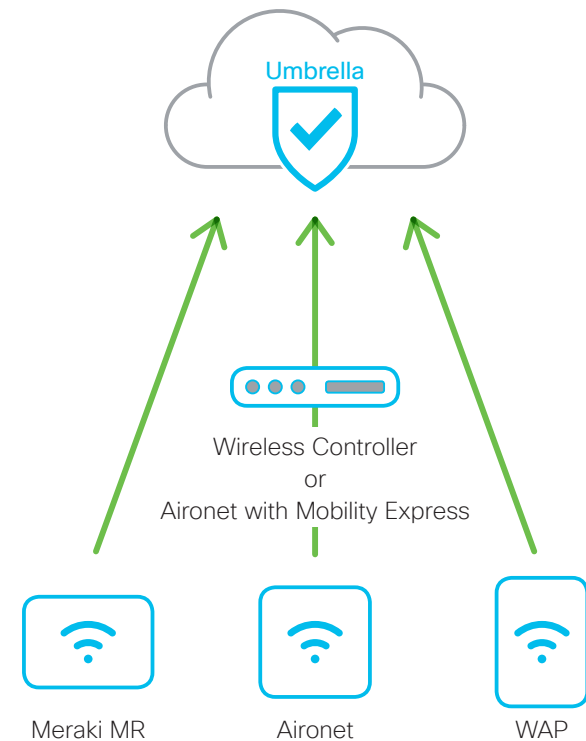 Umbrella
Wireless Controller
or
Aironet with Mobility Express
Meraki MR
Aironet
WAP